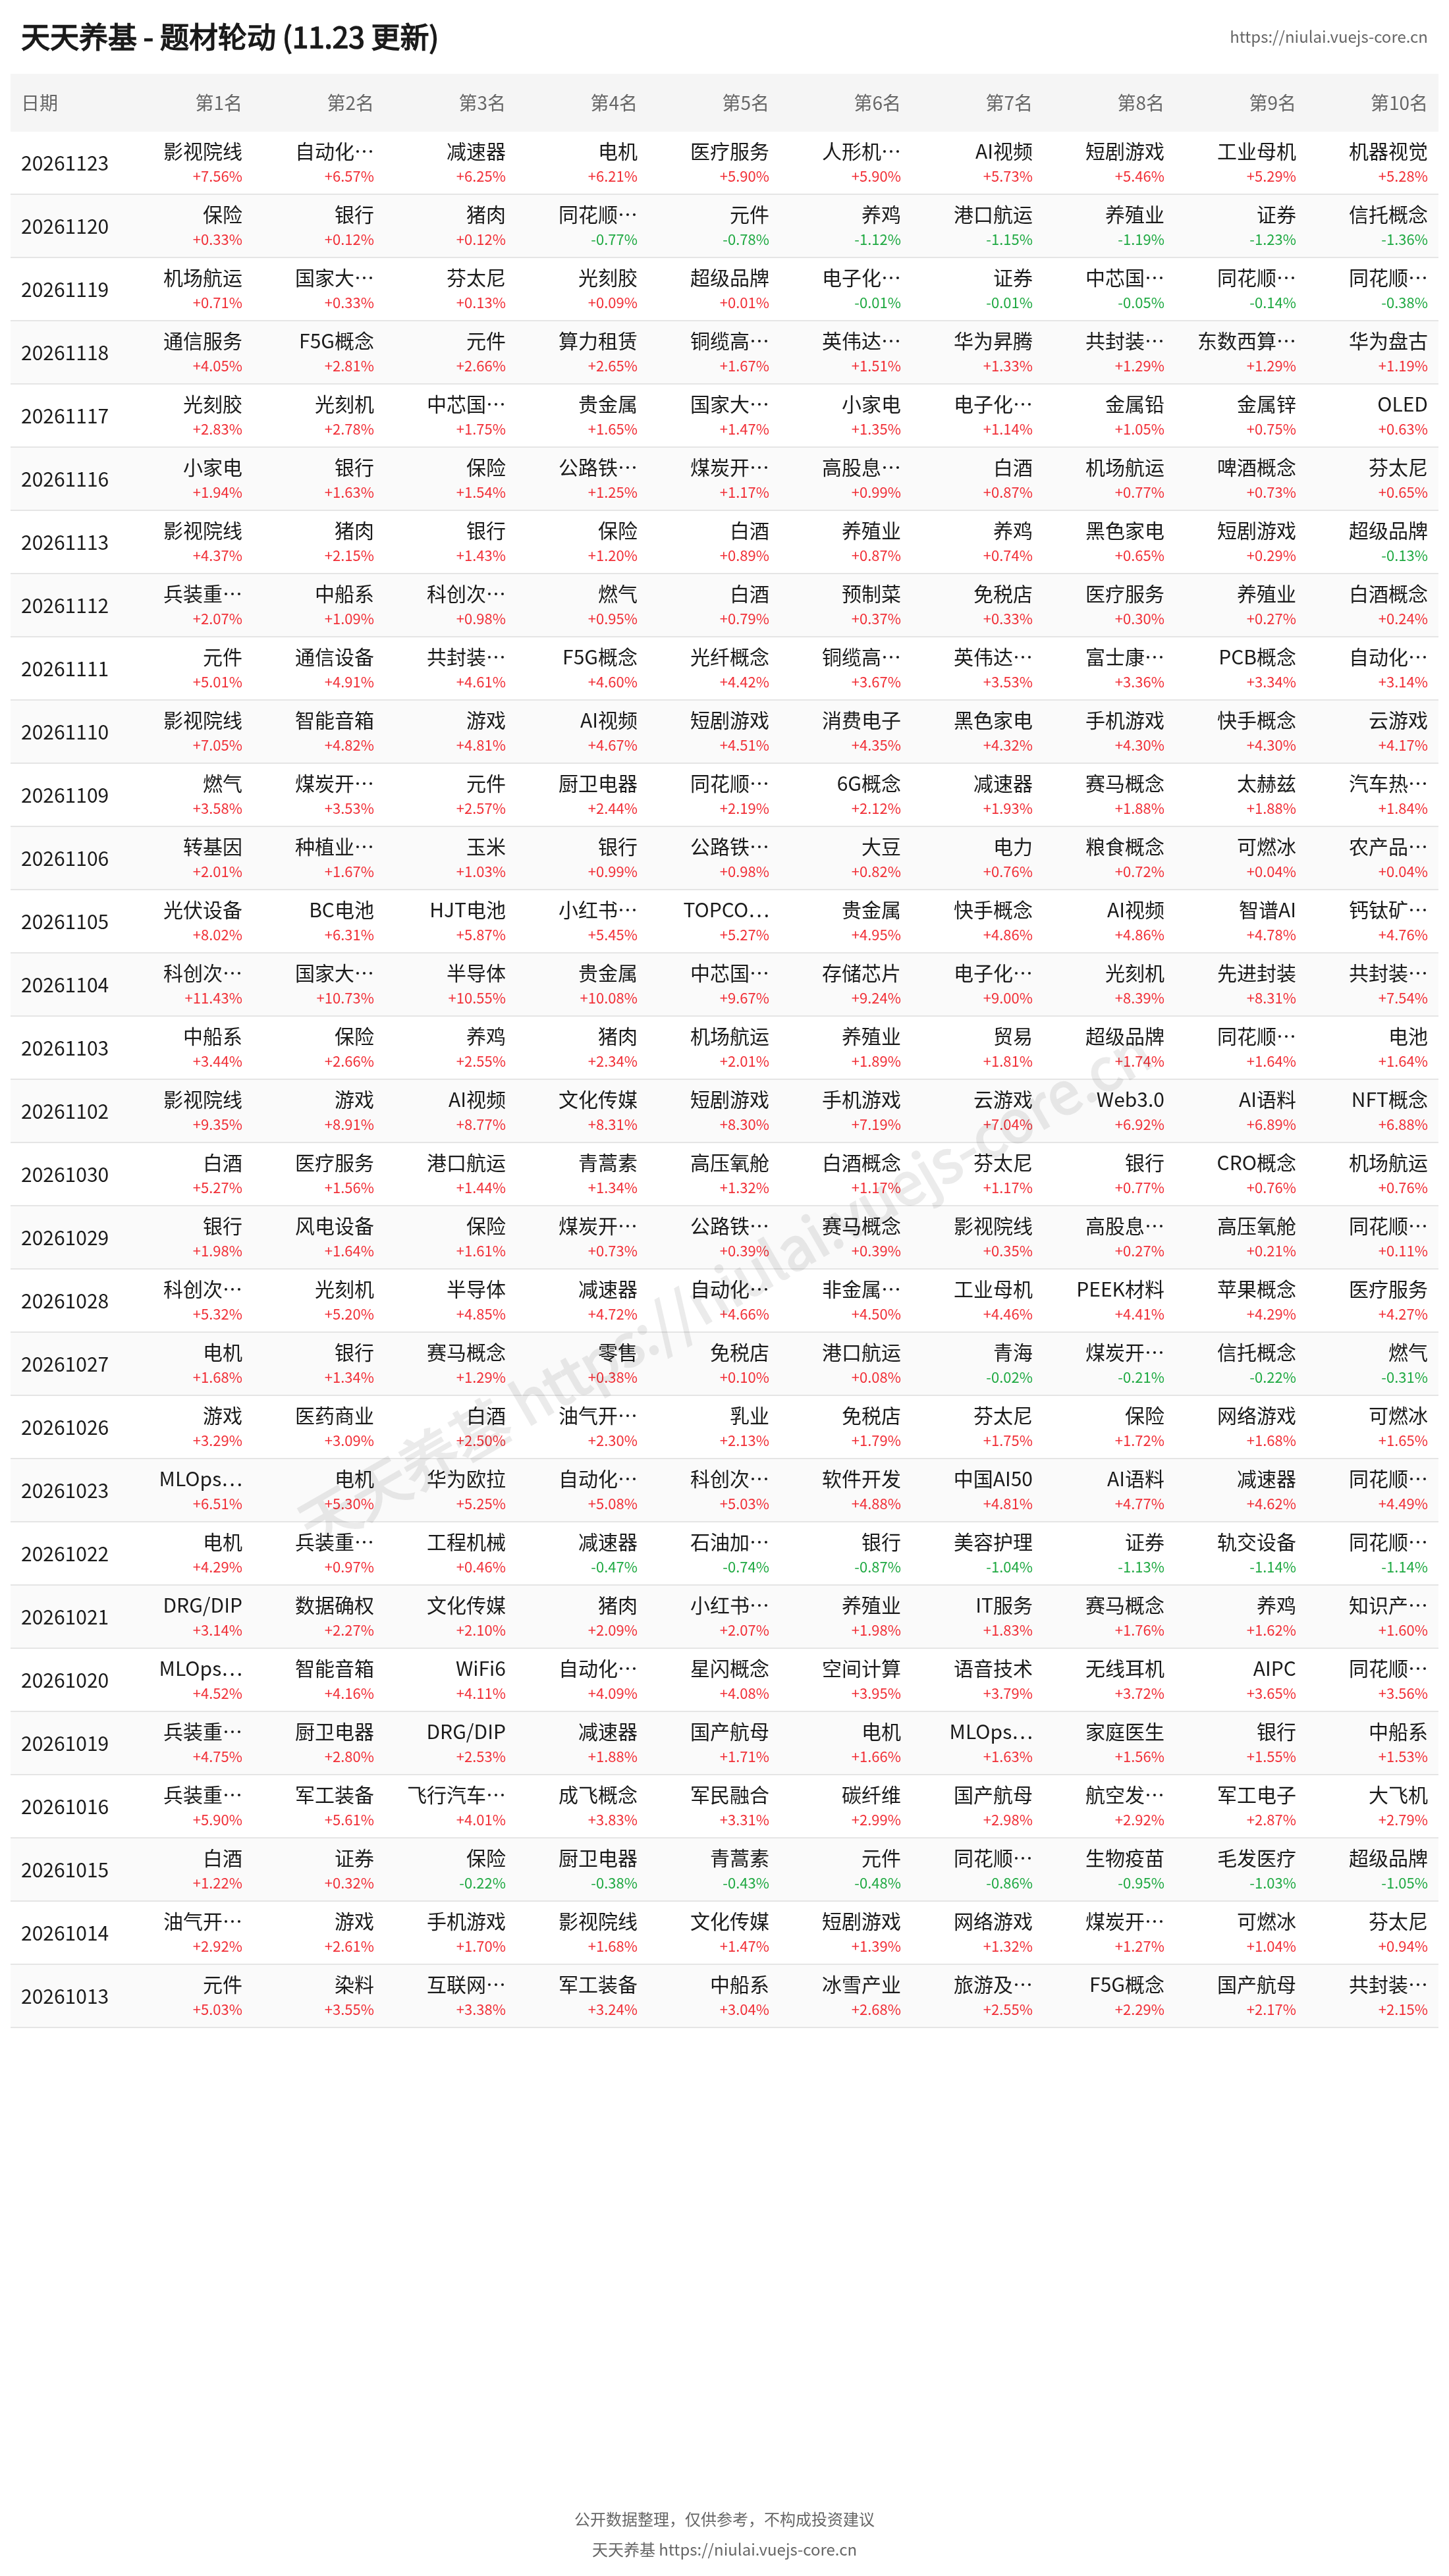 天天养基 - 题材轮动 (11.23 更新)
https://niulai.vuejs-core.cn
日期 第1名 第2名 第3名 第4名 第5名 第6名 第7名 第8名 第9名 第10名
20261123 影视院线 自动化… 减速器 电机 医疗服务 人形机… AI视频 短剧游戏 工业母机 机器视觉
+7.56% +6.57% +6.25% +6.21% +5.90% +5.90% +5.73% +5.46% +5.29% +5.28%
20261120 保险 银行 猪肉 同花顺… 元件 养鸡 港口航运 养殖业 证券 信托概念
+0.33% +0.12% +0.12% -0.77% -0.78% -1.12% -1.15% -1.19% -1.23% -1.36%
20261119 机场航运 国家大… 芬太尼 光刻胶 超级品牌 电子化… 证券 中芯国… 同花顺… 同花顺…
+0.71% +0.33% +0.13% +0.09% +0.01% -0.01% -0.01% -0.05% -0.14% -0.38%
20261118 通信服务 F5G概念 元件 算力租赁 铜缆高… 英伟达… 华为昇腾 共封装… 东数西算… 华为盘古
+4.05% +2.81% +2.66% +2.65% +1.67% +1.51% +1.33% +1.29% +1.29% +1.19%
20261117 光刻胶 光刻机 中芯国… 贵金属 国家大… 小家电 电子化… 金属铅 金属锌 OLED
+2.83% +2.78% +1.75% +1.65% +1.47% +1.35% +1.14% +1.05% +0.75% +0.63%
20261116 小家电 银行 保险 公路铁… 煤炭开… 高股息… 白酒 机场航运 啤酒概念 芬太尼
+1.94% +1.63% +1.54% +1.25% +1.17% +0.99% +0.87% +0.77% +0.73% +0.65%
20261113 影视院线 猪肉 银行 保险 白酒 养殖业 养鸡 黑色家电 短剧游戏 超级品牌
+4.37% +2.15% +1.43% +1.20% +0.89% +0.87% +0.74% +0.65% +0.29% -0.13%
20261112 兵装重… 中船系 科创次… 燃气 白酒 预制菜 免税店 医疗服务 养殖业 白酒概念
+2.07% +1.09% +0.98% +0.95% +0.79% +0.37% +0.33% +0.30% +0.27% +0.24%
20261111 元件 通信设备 共封装… F5G概念 光纤概念 铜缆高… 英伟达… 富士康… PCB概念 自动化…
+5.01% +4.91% +4.61% +4.60% +4.42% +3.67% +3.53% +3.36% +3.34% +3.14%
20261110 影视院线 智能音箱 游戏 AI视频 短剧游戏 消费电子 黑色家电 手机游戏 快手概念 云游戏
+7.05% +4.82% +4.81% +4.67% +4.51% +4.35% +4.32% +4.30% +4.30% +4.17%
20261109 燃气 煤炭开… 元件 厨卫电器 同花顺… 6G概念 减速器 赛马概念 太赫兹 汽车热…
+3.58% +3.53% +2.57% +2.44% +2.19% +2.12% +1.93% +1.88% +1.88% +1.84%
20261106 转基因 种植业… 玉米 银行 公路铁… 大豆 电力 粮食概念 可燃冰 农产品…
+2.01% +1.67% +1.03% +0.99% +0.98% +0.82% +0.76% +0.72% +0.04% +0.04%
20261105 光伏设备 BC电池 HJT电池 小红书… TOPCO… 贵金属 快手概念 AI视频 智谱AI 钙钛矿…
+8.02% +6.31% +5.87% +5.45% +5.27% +4.95% +4.86% +4.86% +4.78% +4.76%
20261104 科创次… 国家大… 半导体 贵金属 中芯国… 存储芯片 电子化… 光刻机 先进封装 共封装…
+11.43% +10.73% +10.55% +10.08% +9.67% +9.24% +9.00% +8.39% +8.31% +7.54%
20261103 中船系 保险 养鸡 猪肉 机场航运 养殖业 贸易 超级品牌 同花顺… 电池
+3.44% +2.66% +2.55% +2.34% +2.01% +1.89% +1.81% +1.74% +1.64% +1.64%
20261102 影视院线 游戏 AI视频 文化传媒 短剧游戏 手机游戏 云游戏 Web3.0 AI语料 NFT概念
+9.35% +8.91% +8.77% +8.31% +8.30% +7.19% +7.04% +6.92% +6.89% +6.88%
20261030 白酒 医疗服务 港口航运 青蒿素 高压氧舱 白酒概念 芬太尼 银行 CRO概念 机场航运
+5.27% +1.56% +1.44% +1.34% +1.32% +1.17% +1.17% +0.77% +0.76% +0.76%
20261029 银行 风电设备 保险 煤炭开… 公路铁… 赛马概念 影视院线 高股息… 高压氧舱 同花顺…
+1.98% +1.64% +1.61% +0.73% +0.39% +0.39% +0.35% +0.27% +0.21% +0.11%
20261028 科创次… 光刻机 半导体 减速器 自动化… 非金属… 工业母机 PEEK材料 苹果概念 医疗服务
+5.32% +5.20% +4.85% +4.72% +4.66% +4.50% +4.46% +4.41% +4.29% +4.27%
20261027 电机 银行 赛马概念 零售 免税店 港口航运 青海 煤炭开… 信托概念 燃气
+1.68% +1.34% +1.29% +0.38% +0.10% +0.08% -0.02% -0.21% -0.22% -0.31%
20261026 游戏 医药商业 白酒 油气开… 乳业 免税店 芬太尼 保险 网络游戏 可燃冰
+3.29% +3.09% +2.50% +2.30% +2.13% +1.79% +1.75% +1.72% +1.68% +1.65%
20261023 MLOps… 电机 华为欧拉 自动化… 科创次… 软件开发 中国AI50 AI语料 减速器 同花顺…
+6.51% +5.30% +5.25% +5.08% +5.03% +4.88% +4.81% +4.77% +4.62% +4.49%
20261022 电机 兵装重… 工程机械 减速器 石油加… 银行 美容护理 证券 轨交设备 同花顺…
+4.29% +0.97% +0.46% -0.47% -0.74% -0.87% -1.04% -1.13% -1.14% -1.14%
20261021 DRG/DIP 数据确权 文化传媒 猪肉 小红书… 养殖业 IT服务 赛马概念 养鸡 知识产…
+3.14% +2.27% +2.10% +2.09% +2.07% +1.98% +1.83% +1.76% +1.62% +1.60%
20261020 MLOps… 智能音箱 WiFi6 自动化… 星闪概念 空间计算 语音技术 无线耳机 AIPC 同花顺…
+4.52% +4.16% +4.11% +4.09% +4.08% +3.95% +3.79% +3.72% +3.65% +3.56%
20261019 兵装重… 厨卫电器 DRG/DIP 减速器 国产航母 电机 MLOps… 家庭医生 银行 中船系
+4.75% +2.80% +2.53% +1.88% +1.71% +1.66% +1.63% +1.56% +1.55% +1.53%
20261016 兵装重… 军工装备 飞行汽车… 成飞概念 军民融合 碳纤维 国产航母 航空发… 军工电子 大飞机
+5.90% +5.61% +4.01% +3.83% +3.31% +2.99% +2.98% +2.92% +2.87% +2.79%
20261015 白酒 证券 保险 厨卫电器 青蒿素 元件 同花顺… 生物疫苗 毛发医疗 超级品牌
+1.22% +0.32% -0.22% -0.38% -0.43% -0.48% -0.86% -0.95% -1.03% -1.05%
20261014 油气开… 游戏 手机游戏 影视院线 文化传媒 短剧游戏 网络游戏 煤炭开… 可燃冰 芬太尼
+2.92% +2.61% +1.70% +1.68% +1.47% +1.39% +1.32% +1.27% +1.04% +0.94%
20261013 元件 染料 互联网… 军工装备 中船系 冰雪产业 旅游及… F5G概念 国产航母 共封装…
+5.03% +3.55% +3.38% +3.24% +3.04% +2.68% +2.55% +2.29% +2.17% +2.15%
天天养基 https://niulai.vuejs-core.cn
公开数据整理，仅供参考，不构成投资建议
天天养基 https://niulai.vuejs-core.cn